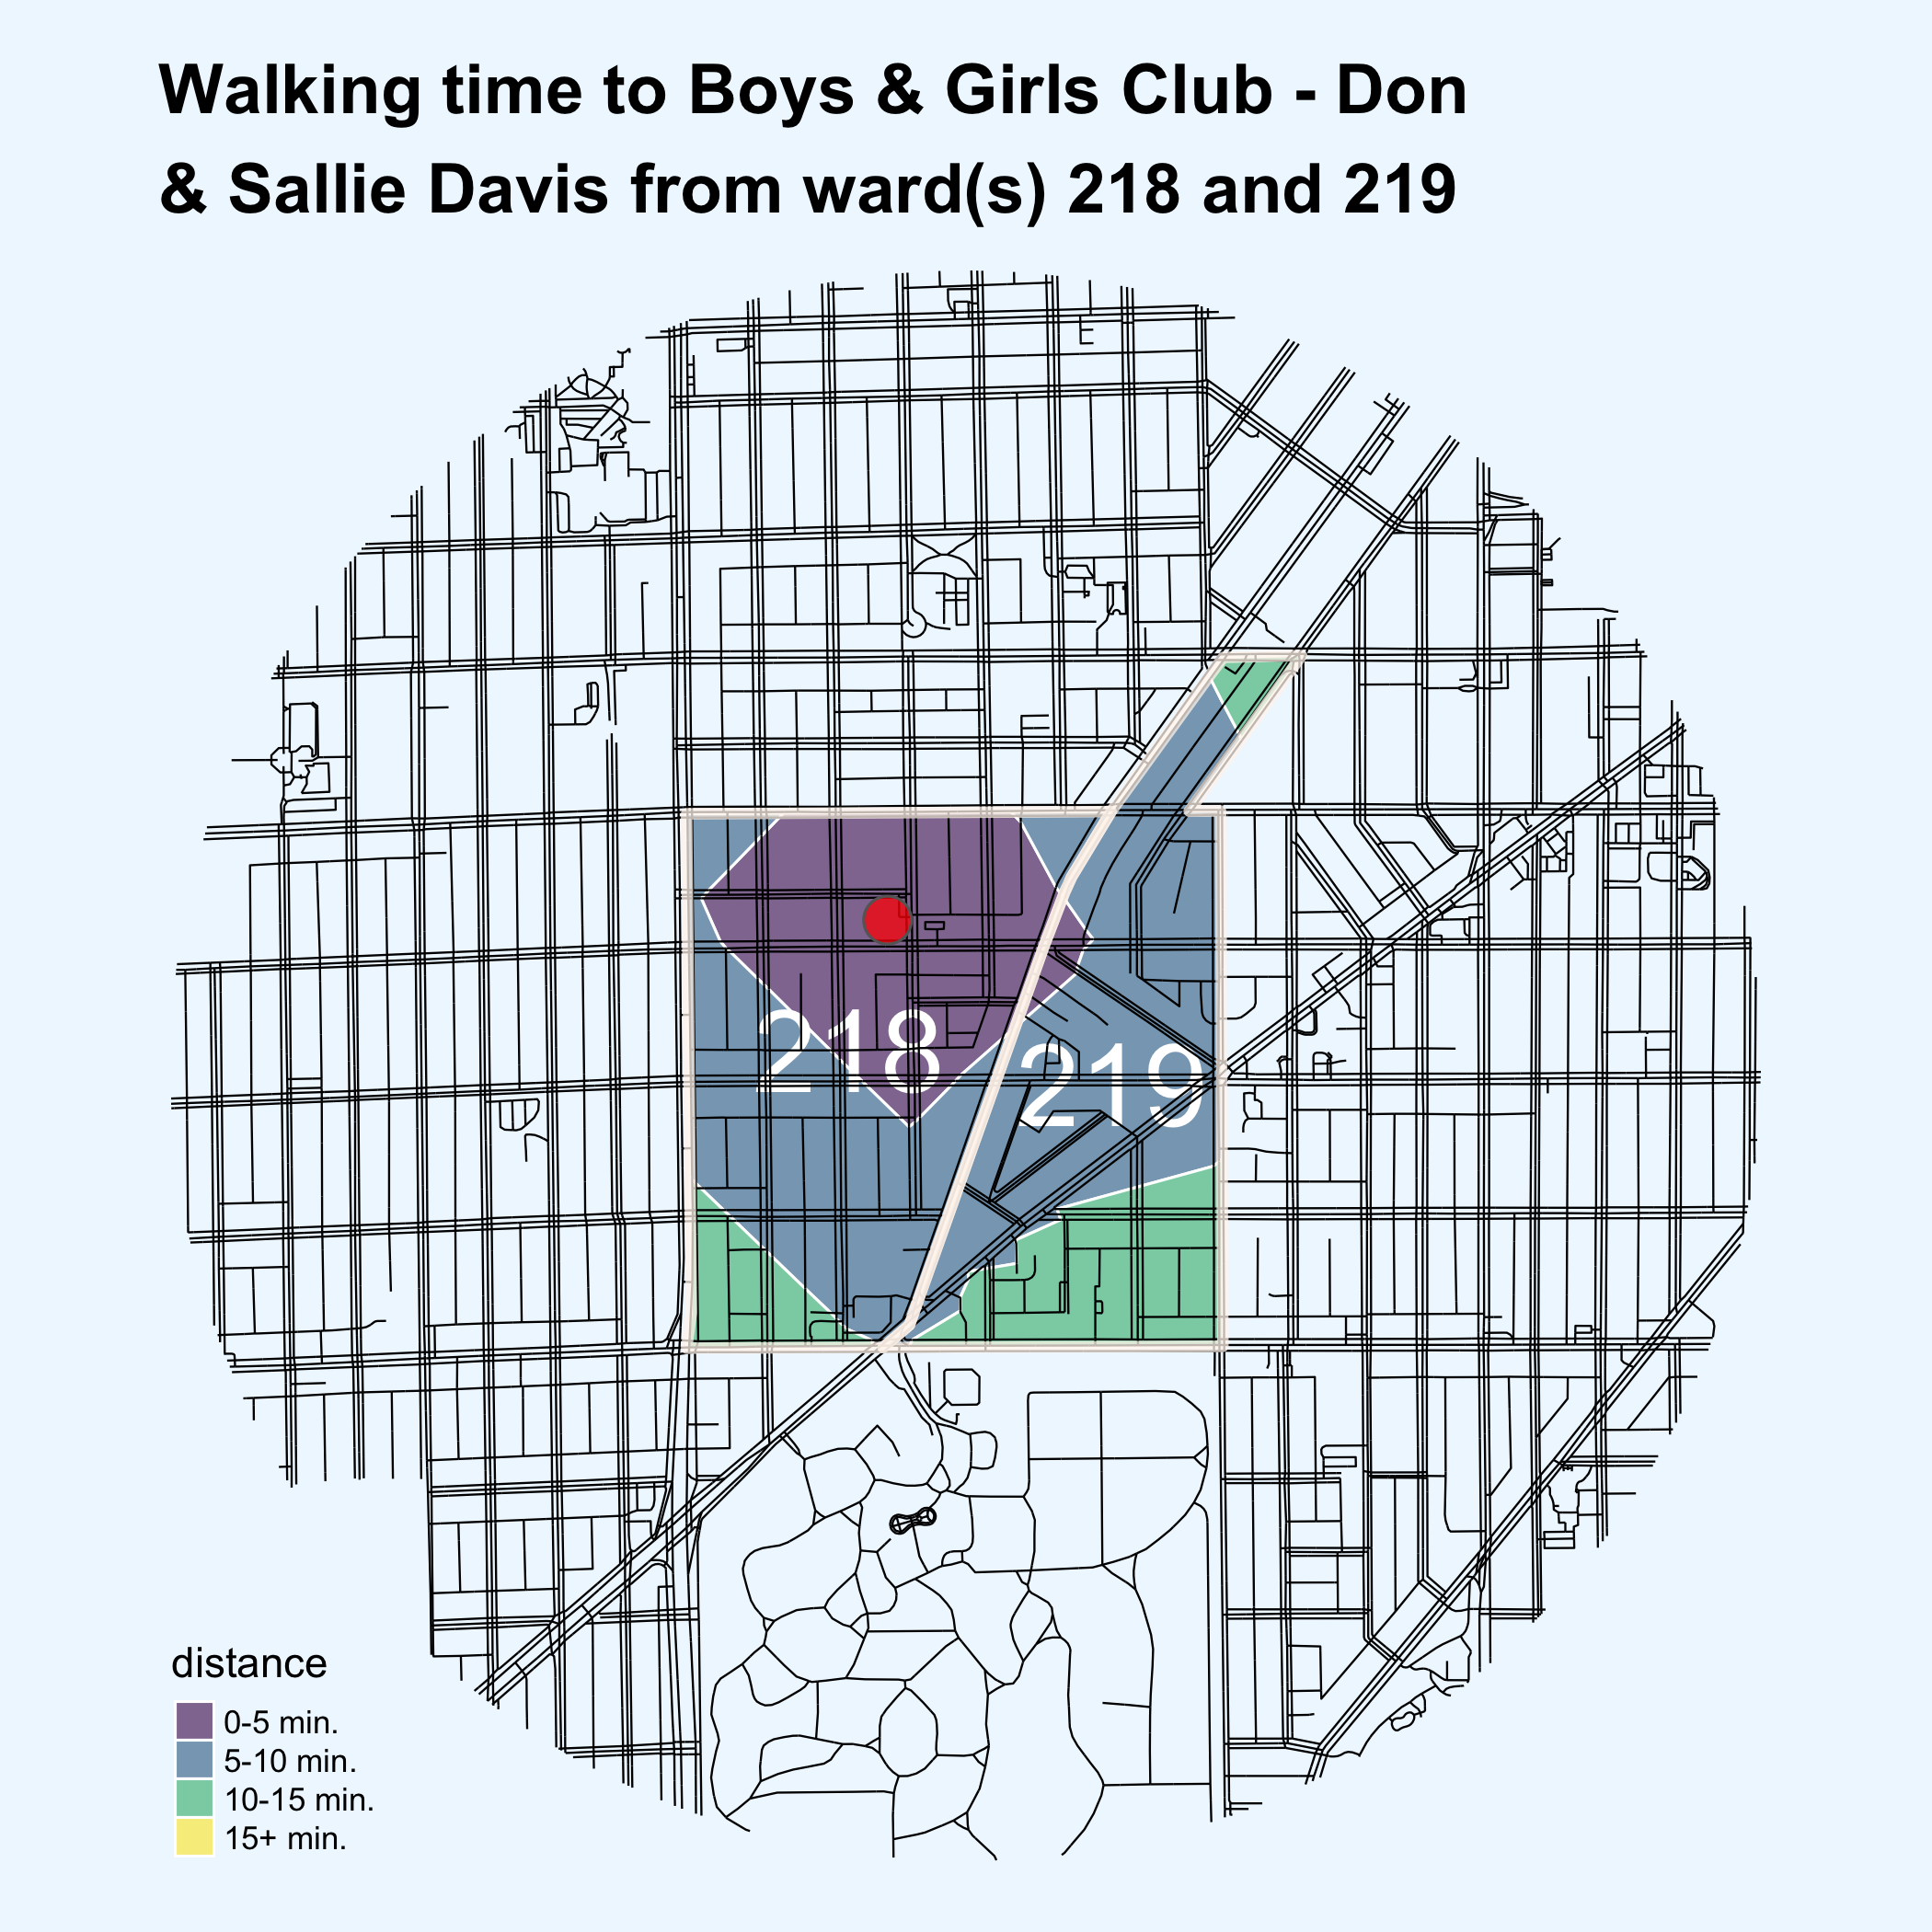 Walking time to Boys & Girls Club - Don
& Sallie Davis from ward(s) 218 and 219
218
219
distance
0-5 min.
5-10 min.
10-15 min.
15+ min.